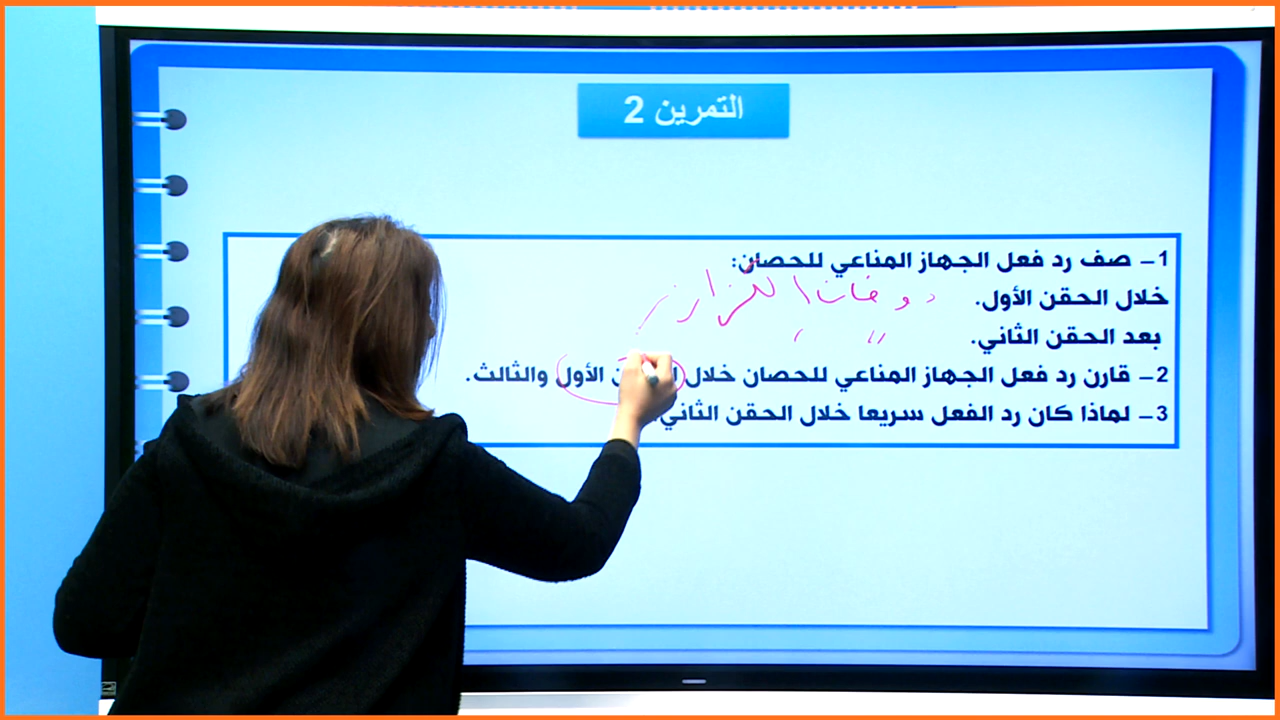 التمرين 2
1– صف رد فعل الجهاز المناعي للحصان:
خلال الحقن الأول.
بعد الحقن الثاني.
2– قارن رد فعل الجهاز المناعي للحصان خلال الأول والثالث.
3– لماذا كان رد الفعل سريعا خلال الحقن الثاني